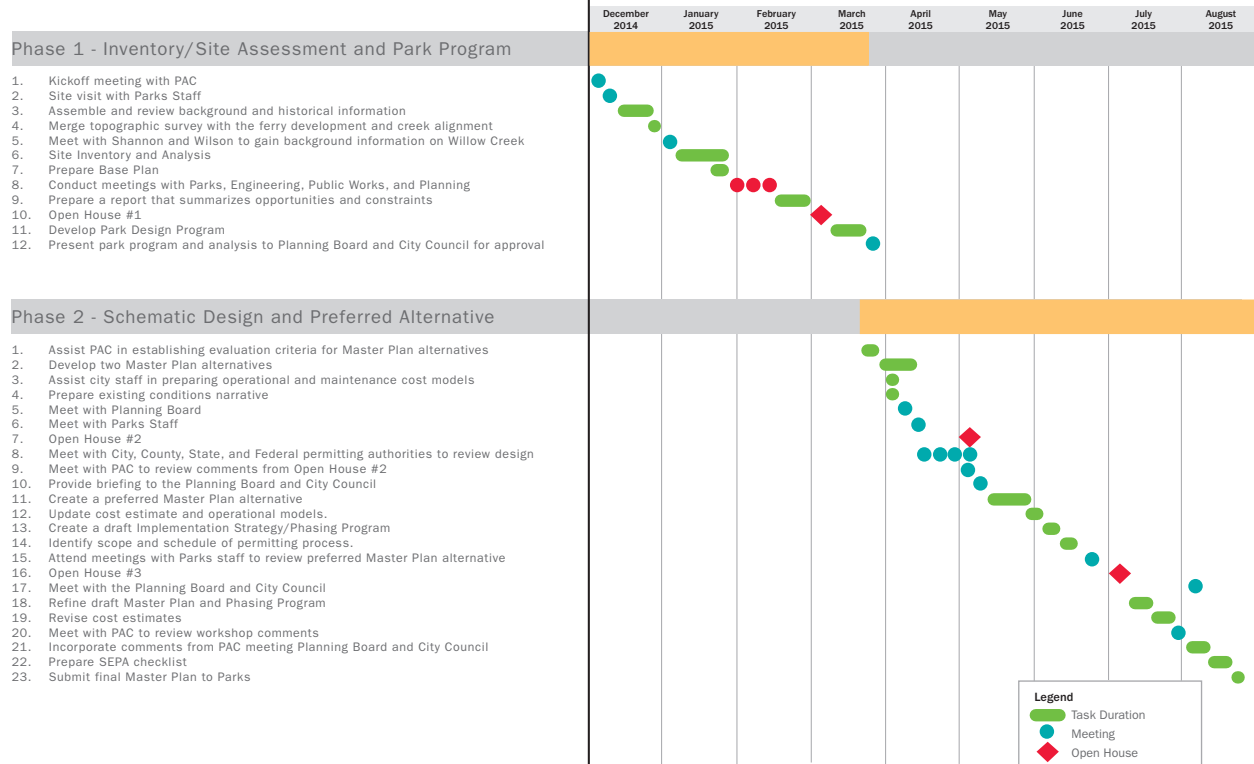 December January February March April May June July August
2014 2015 2015 2015 2015 2015 2015 2015 2015
Phase 1 - Inventory/Site Assessment and Park Program
1. Kickoff meeting with PAC
2. Site visit with Parks Staff
3. Assemble and review background and historical information
4. Merge topographic survey with the ferry development and creek alignment
5. Meet with Shannon and Wilson to gain background information on Willow Creek
6. Site Inventory and Analysis
7. Prepare Base Plan
8. Conduct meetings with Parks, Engineering, Public Works, and Planning
9. Prepare a report that summarizes opportunities and constraints
10. Open House #1
11. Develop Park Design Program
12. Present park program and analysis to Planning Board and City Council for approval
Phase 2 - Schematic Design and Preferred Alternative
1. Assist PAC in establishing evaluation criteria for Master Plan alternatives
2. Develop two Master Plan alternatives
3. Assist city staff in preparing operational and maintenance cost models
4. Prepare existing conditions narrative
5. Meet with Planning Board
6. Meet with Parks Staff
7. Open House #2
8. Meet with City, County, State, and Federal permitting authorities to review design
9. Meet with PAC to review comments from Open House #2
10. Provide briefing to the Planning Board and City Council
11. Create a preferred Master Plan alternative
12. Update cost estimate and operational models.
13. Create a draft Implementation Strategy/Phasing Program
14. Identify scope and schedule of permitting process.
15. Attend meetings with Parks staff to review preferred Master Plan alternative
16. Open House #3
17. Meet with the Planning Board and City Council
18. Refine draft Master Plan and Phasing Program
19. Revise cost estimates
20. Meet with PAC to review workshop comments
21. Incorporate comments from PAC meeting Planning Board and City Council
22. Prepare SEPA checklist
23. Submit final Master Plan to Parks
Legend
Task Duration
Meeting
Open House